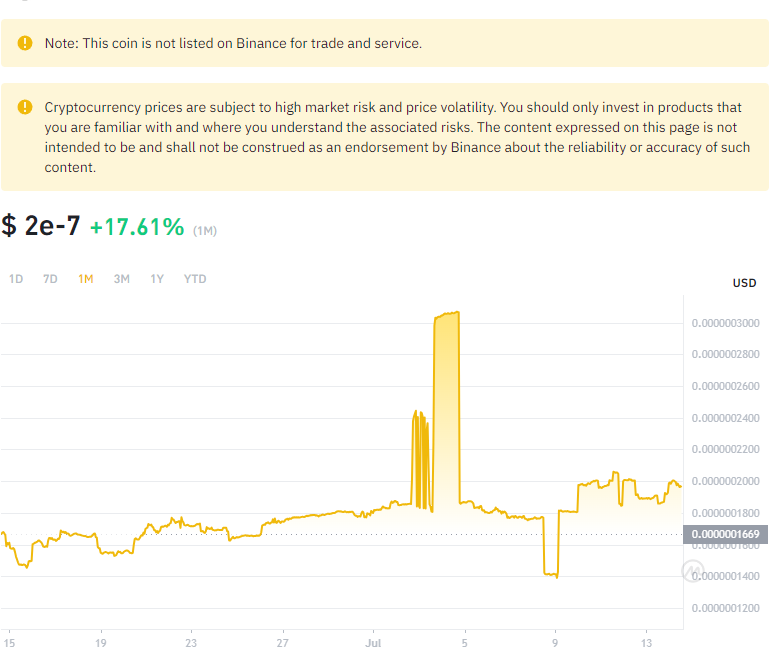 Note: This coin is not listed on Binance for trade and service.
Cryptocurrency prices are subject to high market risk and price volatility. You should only invest in products that
you are familiar with and where you understand the associated risks. The content expressed on this page is not
intended to be and shall not be construed as an endorsement by Binance about the reliability or accuracy of such
content.
$ 2e-7 +17.61% (1M)
1D 7D 1M 3M 1Y YTD
USD
0.0000003000
0.0000002800
0.0000002600
0.0000002400
0.0000002200
0.0000002000
0.0000001800
0.0000001669
0.0000001600
0.0000001400
0.0000001200
15 19 23 27 Jul 5 9 13